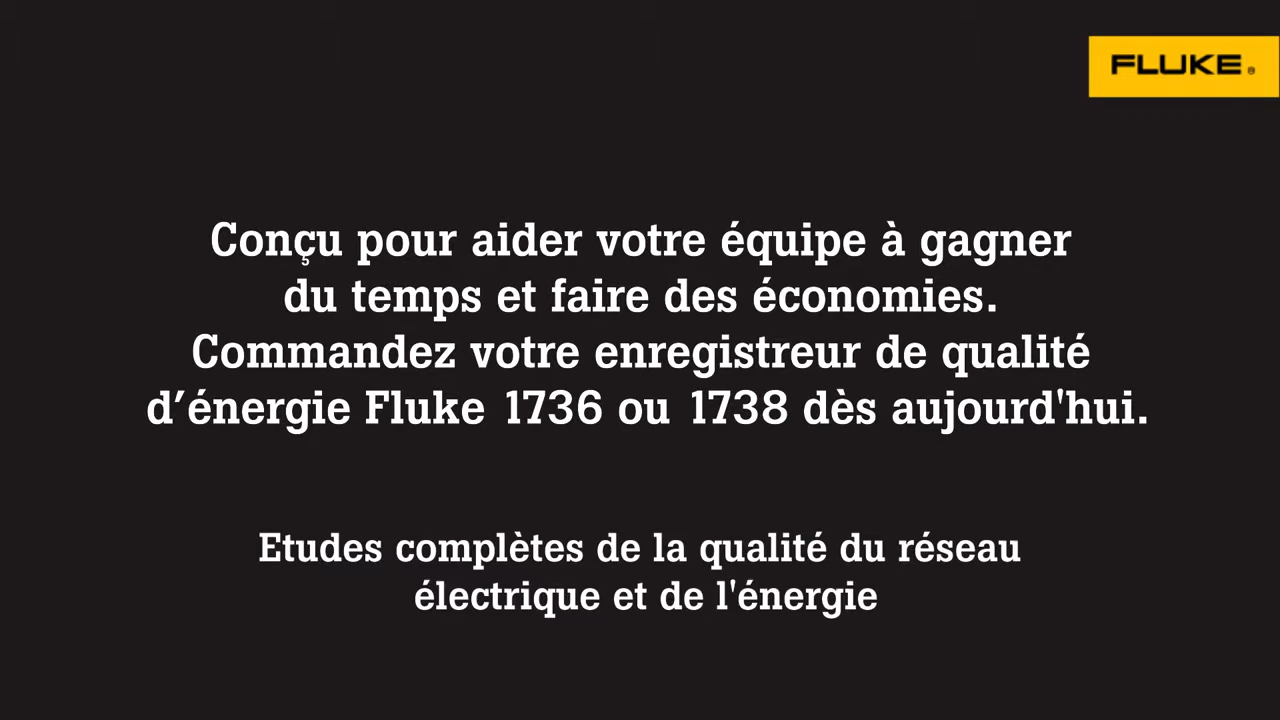 FLUKE®
Conçu pour aider votre équipe à gagner
du temps et faire des économies.
Commandez votre enregistreur de qualité
d’énergie Fluke 1736 ou 1738 dès aujourd'hui.
Etudes complètes de la qualité du réseau
électrique et de l'énergie